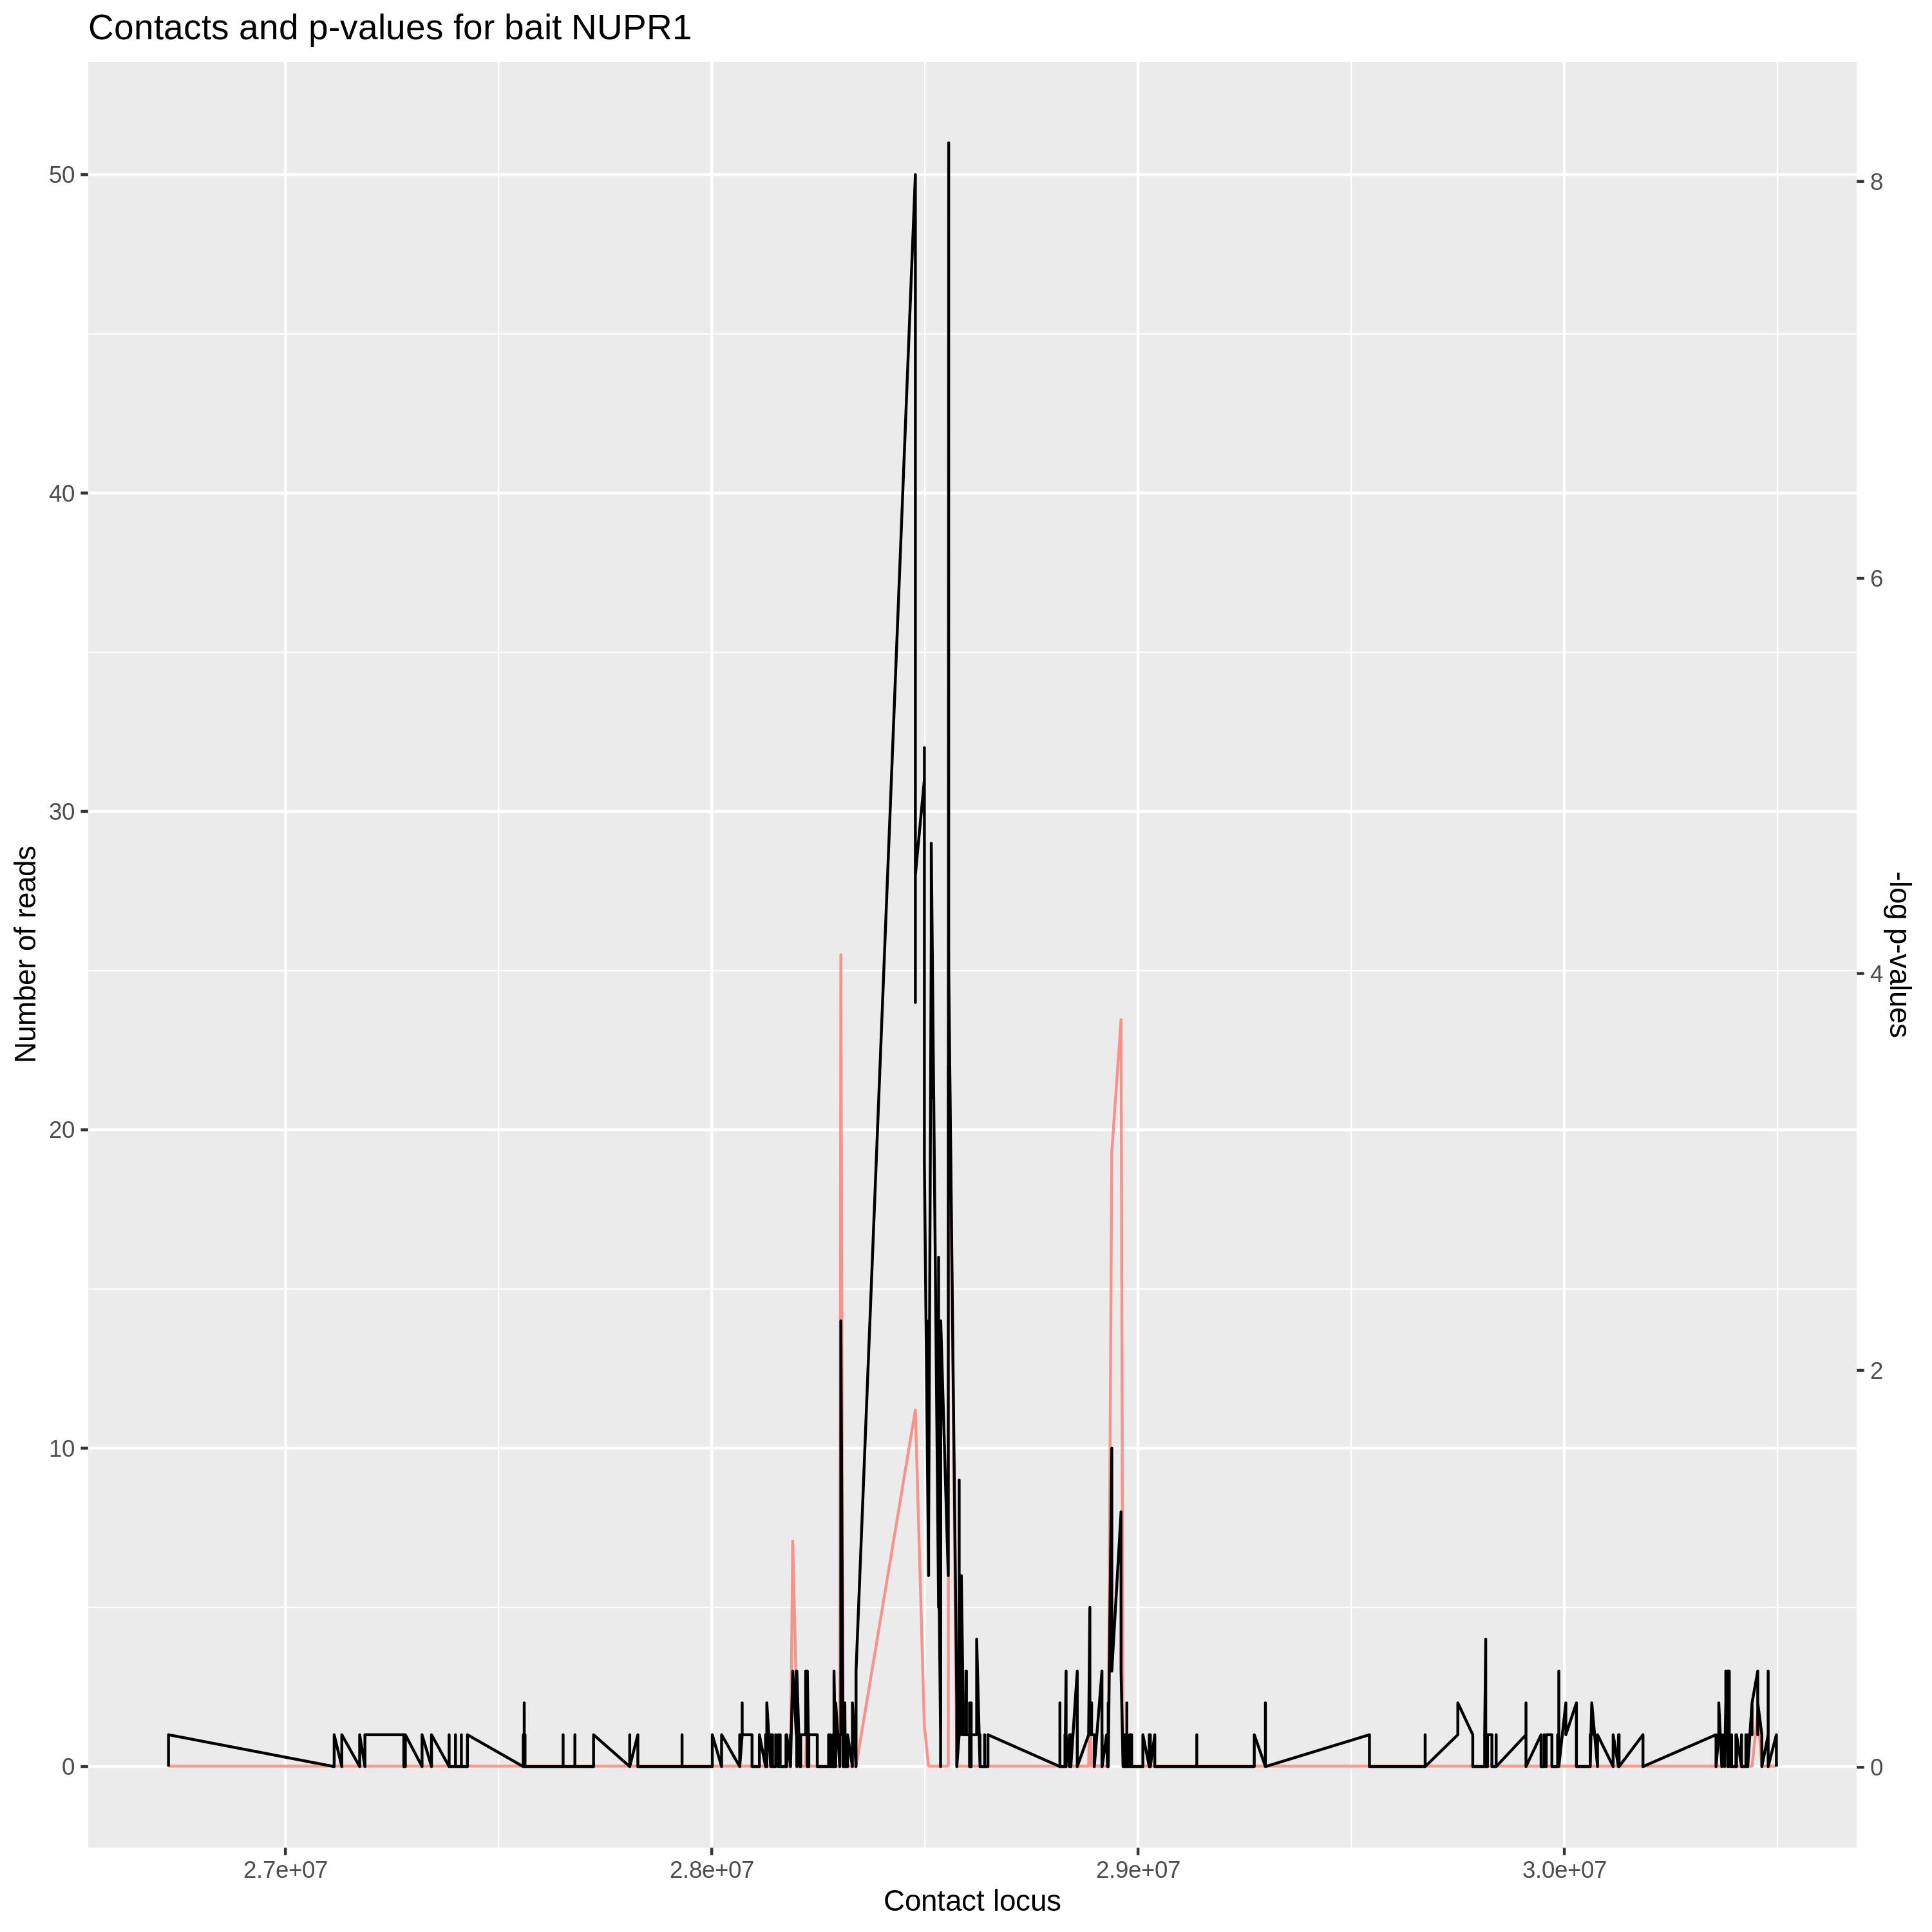 Contacts and p-values for bait NUPR1
50
40
30
20
10
0
Number of reads
8
6
4
2
0
-log p-values
2.7e+07
2.8e+07
2.9e+07
3.0e+07
Contact locus